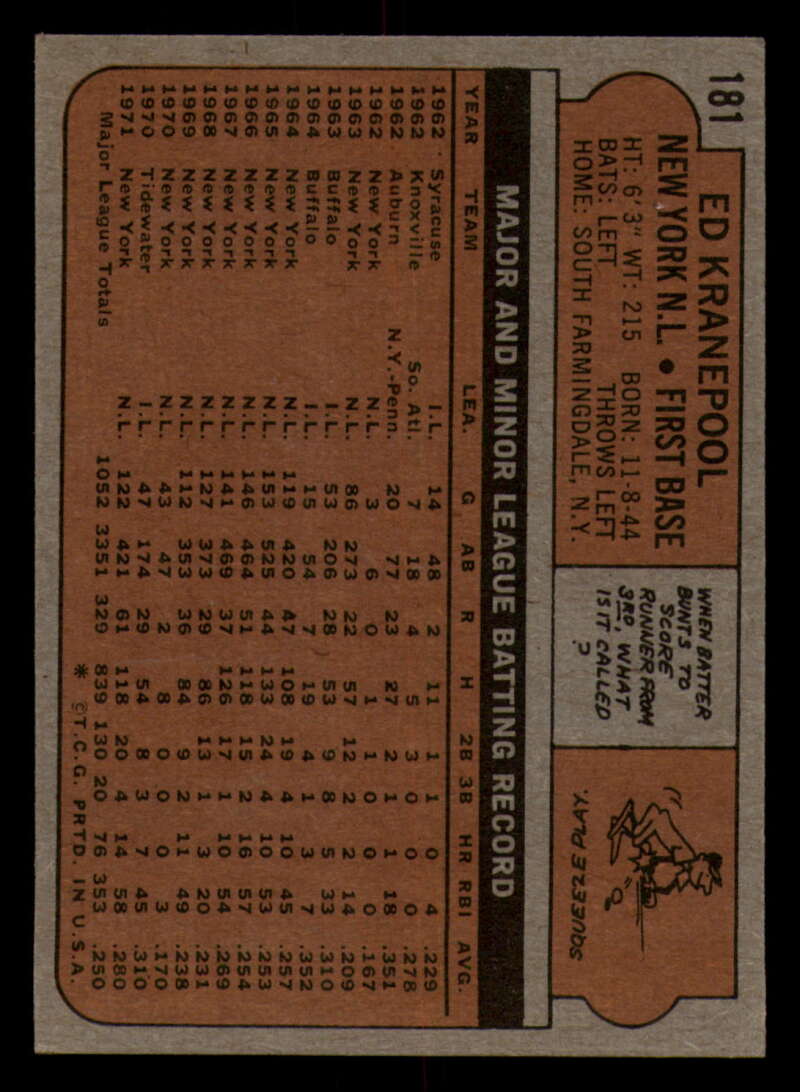 181
ED KRANEPOOL
NEW YORK N.L. • FIRST BASE
HT: 6'3" WT: 215 BORN: 11-8-44
BATS: LEFT THROWS LEFT
HOME: SOUTH FARMINGDALE, N.Y.
WHEN BATTER
BUNTS TO
SCORE
RUNNER FROM
3RD, WHAT
IS IT CALLED
?
SQUEEZE PLAY.
MAJOR AND MINOR LEAGUE BATTING RECORD
YEAR TEAM LEA. G AB R H 2B 3B HR RBI AVG.
1962 Syracuse I.L. 14 48 2 11 1 1 0 4 .229
1962 Knoxville So. Atl. 7 18 4 5 3 0 0 0 .278
1962 Auburn N.Y.-Penn. 20 77 23 27 2 1 1 18 .351
1962 New York N.L. 3 6 0 1 1 0 0 0 .167
1963 New York N.L. 86 273 22 57 12 2 2 14 .209
1963 Buffalo I.L. 53 206 28 53 9 8 5 33 .310
1964 Buffalo I.L. 15 54 7 19 4 1 3 7 .352
1964 New York N.L. 119 420 47 108 19 4 10 45 .257
1965 New York N.L. 153 525 44 133 24 4 10 53 .253
1966 New York N.L. 146 464 51 118 15 2 16 57 .254
1967 New York N.L. 141 469 37 126 17 1 10 54 .269
1968 New York N.L. 127 373 29 86 13 1 3 20 .231
1969 New York N.L. 112 353 36 84 9 2 11 49 .238
1970 New York N.L. 43 47 2 8 0 0 0 3 .170
1970 Tidewater I.L. 47 174 29 54 8 3 7 45 .310
1971 New York N.L. 122 421 61 118 20 4 14 58 .280
Major League Totals 1052 3351 329 839 130 20 76 353 .250
* ©T.C.G. PRTD. IN U.S.A.